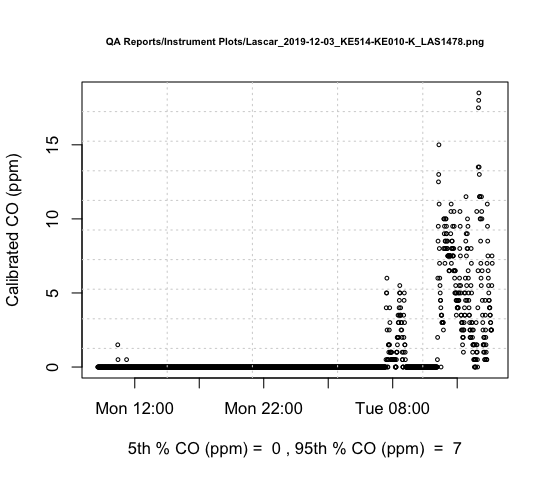 QA Reports/Instrument Plots/Lascar_2019-12-03_KE514-KE010-K_LAS1478.png
Calibrated CO (ppm)
15
10
5
0
Mon 12:00 Mon 22:00 Tue 08:00
5th % CO (ppm) = 0 , 95th % CO (ppm) = 7